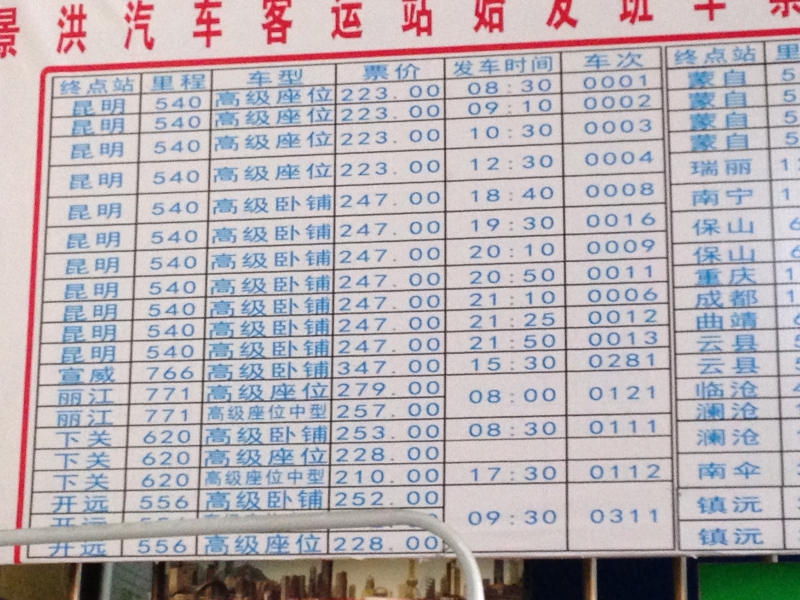 景洪汽车客运站始发班车票
终点站 里程 车型 票价 发车时间 车次 终点站
昆明 540 高级座位 223.00 08:30 0001 蒙自
昆明 540 高级座位 223.00 09:10 0002 蒙自
昆明 540 高级座位 223.00 10:30 0003 蒙自
昆明 540 高级座位 223.00 12:30 0004 蒙自
昆明 540 高级卧铺 247.00 18:40 0008 瑞丽
昆明 540 高级卧铺 247.00 19:30 0016 南宁
昆明 540 高级卧铺 247.00 20:10 0009 保山
昆明 540 高级卧铺 247.00 20:50 0011 保山
昆明 540 高级卧铺 247.00 21:10 0006 重庆
昆明 540 高级卧铺 247.00 21:25 0012 成都
昆明 540 高级卧铺 247.00 21:50 0013 曲靖
宣威 766 高级卧铺 347.00 15:30 0281 云县
丽江 771 高级座位 279.00 08:00 0121 云县
丽江 771 高级座位中型 257.00 临沧
下关 620 高级卧铺 253.00 08:30 0111 澜沧
下关 620 高级座位 228.00 澜沧
下关 620 高级座位中型 210.00 17:30 0112 南伞
开远 556 高级卧铺 252.00 09:30 0311 镇沅
开远 556 高级座位 228.00 镇沅